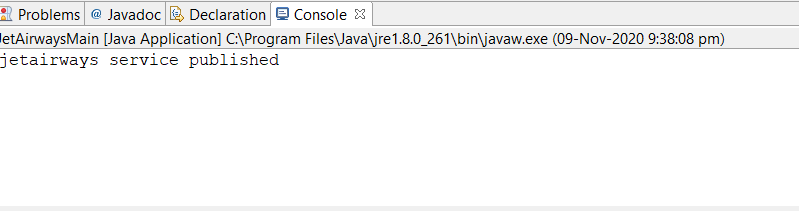 Problems @ Javadoc Declaration Console
JetAirwaysMain [Java Application] C:\Program Files\Java\jre1.8.0_261\bin\javaw.exe (09-Nov-2020 9:38:08 pm)
jetairways service published